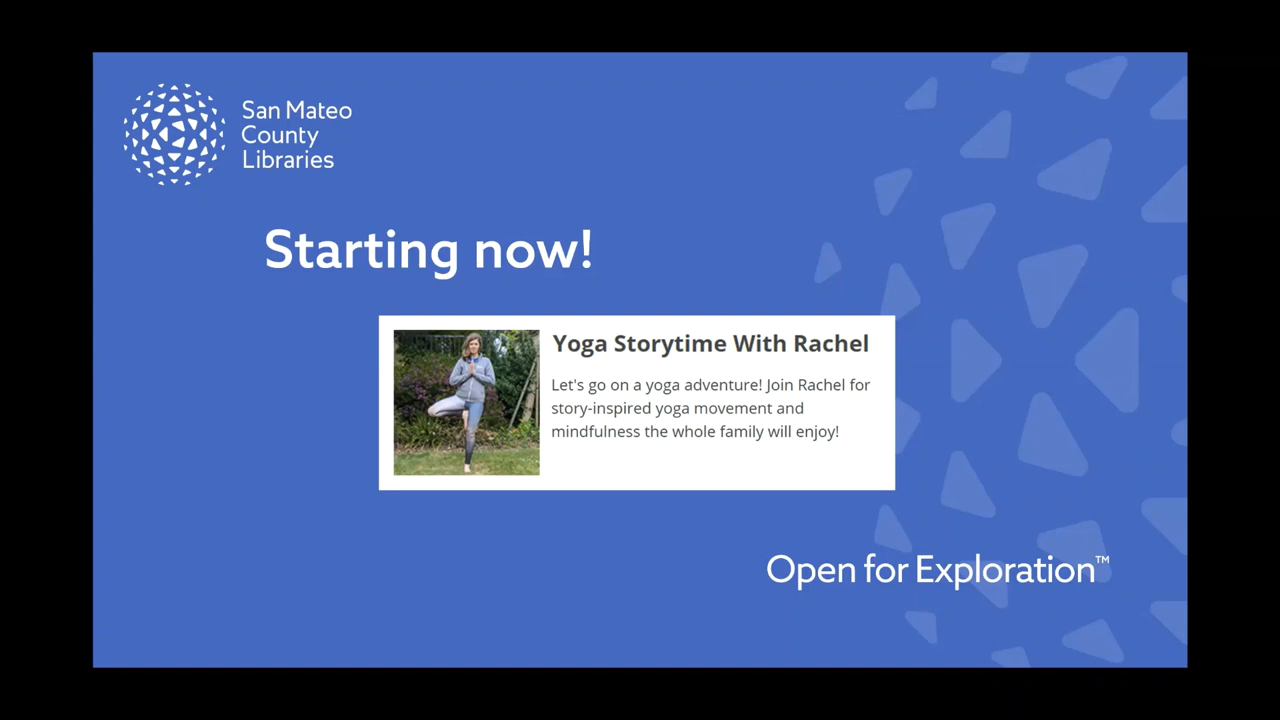 San Mateo
County
Libraries
Starting now!
Yoga Storytime With Rachel
Let's go on a yoga adventure! Join Rachel for
story-inspired yoga movement and
mindfulness the whole family will enjoy!
Open for Exploration™